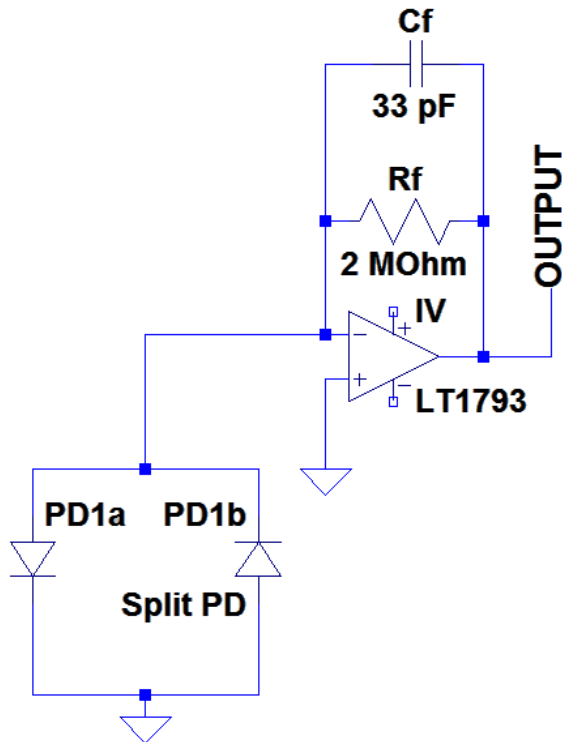 Cf
33 pF
Rf
2 MOhm
OUTPUT
IV
LT1793
PD1a
PD1b
Split PD